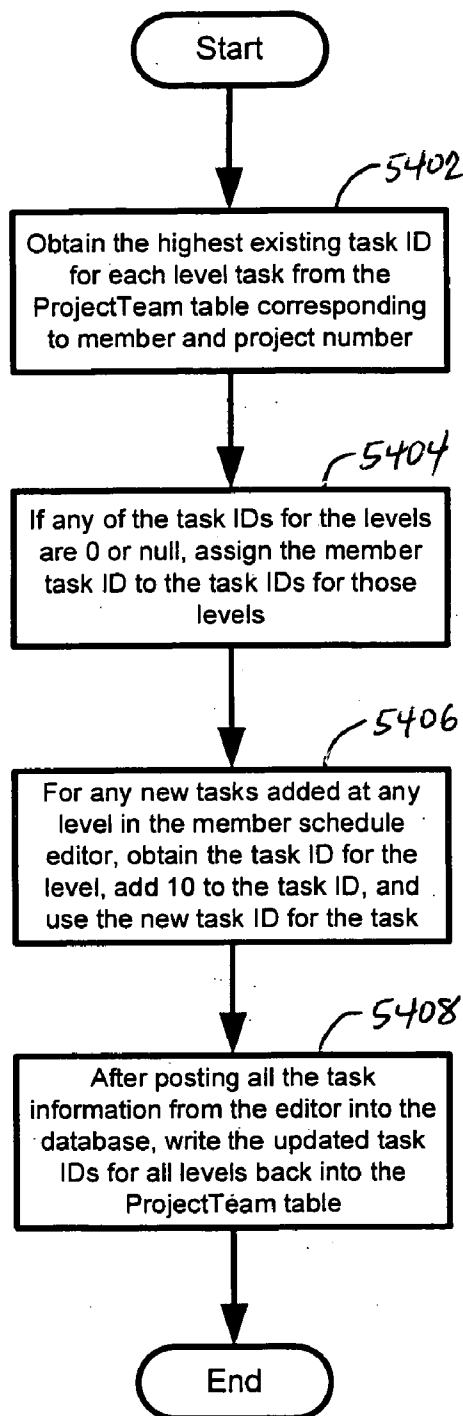 Start
5402
Obtain the highest existing task ID
for each level task from the
ProjectTeam table corresponding
to member and project number
5404
If any of the task IDs for the levels
are 0 or null, assign the member
task ID to the task IDs for those
levels
5406
For any new tasks added at any
level in the member schedule
editor, obtain the task ID for the
level, add 10 to the task ID, and
use the new task ID for the task
5408
After posting all the task
information from the editor into the
database, write the updated task
IDs for all levels back into the
ProjectTeam table
End